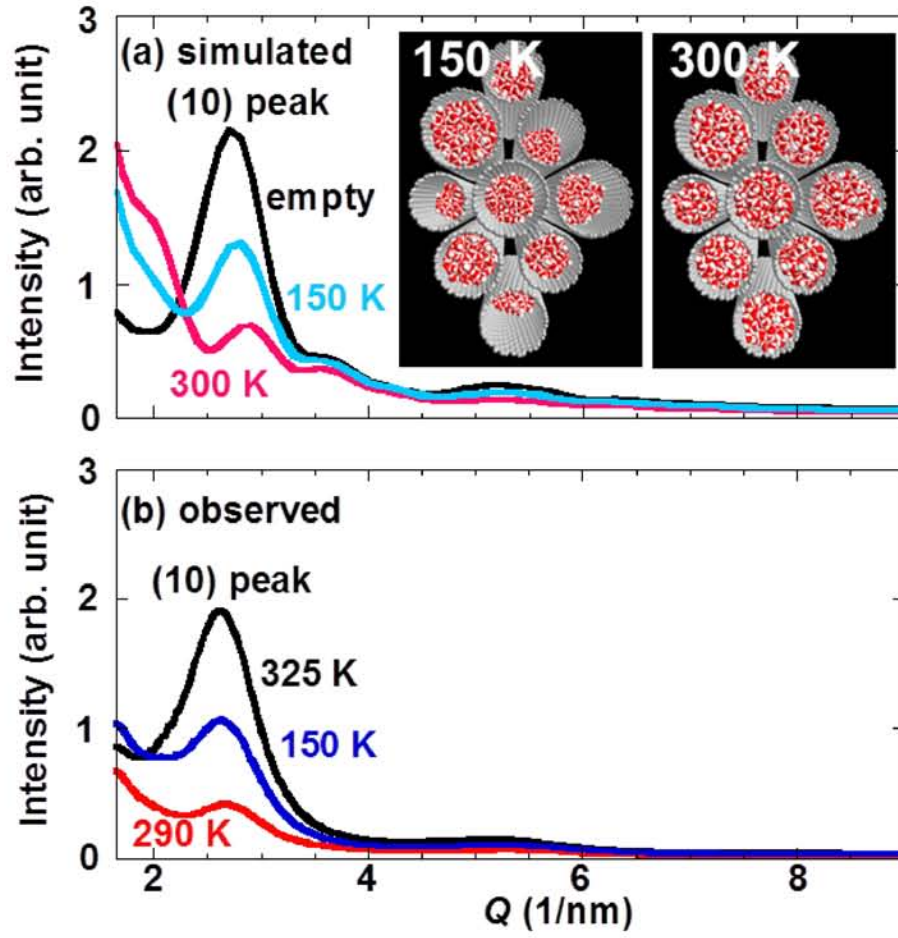 3
(a) simulated
(10) peak
150 K
300 K
2
empty
1
150 K
300 K
0
Intensity (arb. unit)
3
(b) observed
(10) peak
2
325 K
1
150 K
290 K
0
Intensity (arb. unit)
2
4
6
8
Q (1/nm)